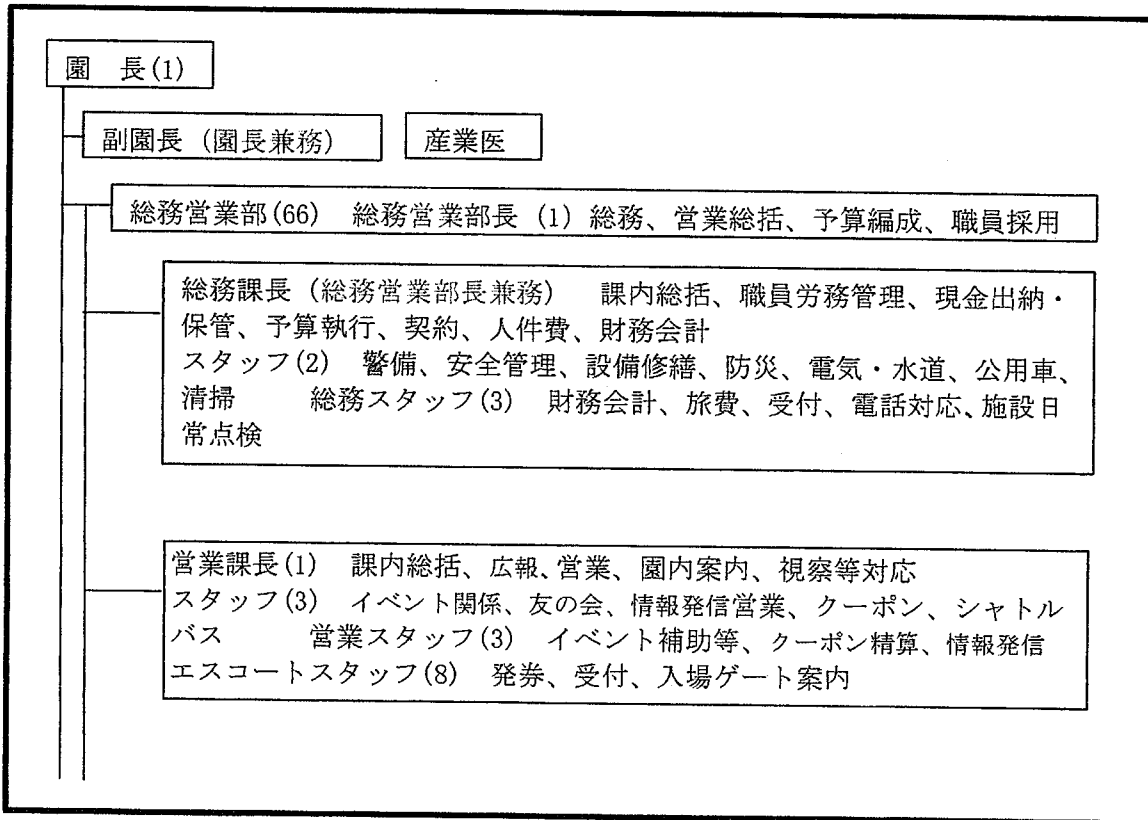 園　長(1)
副園長（園長兼務）　産業医
総務営業部(66)　総務営業部長（1）総務、営業総括、予算編成、職員採用
総務課長（総務営業部長兼務）　課内総括、職員労務管理、現金出納・
保管、予算執行、契約、人件費、財務会計
スタッフ(2)　警備、安全管理、設備修繕、防災、電気・水道、公用車、
清掃　　総務スタッフ(3)　財務会計、旅費、受付、電話対応、施設日
常点検
営業課長(1)　課内総括、広報、営業、園内案内、視察等対応
スタッフ(3)　イベント関係、友の会、情報発信営業、クーポン、シャトル
バス　　営業スタッフ(3)　イベント補助等、クーポン精算、情報発信
エスコートスタッフ(8)　発券、受付、入場ゲート案内